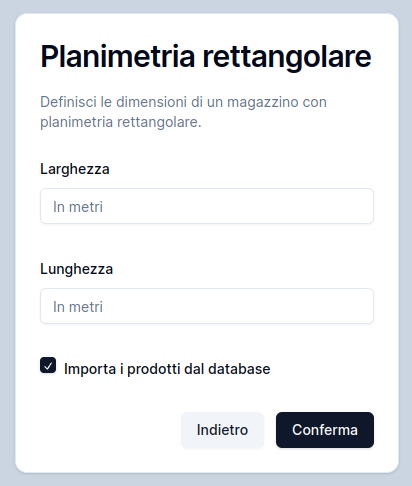 Planimetria rettangolare
Definisci le dimensioni di un magazzino con
planimetria rettangolare.
Larghezza
In metri
Lunghezza
In metri
Importa i prodotti dal database
Indietro
Conferma